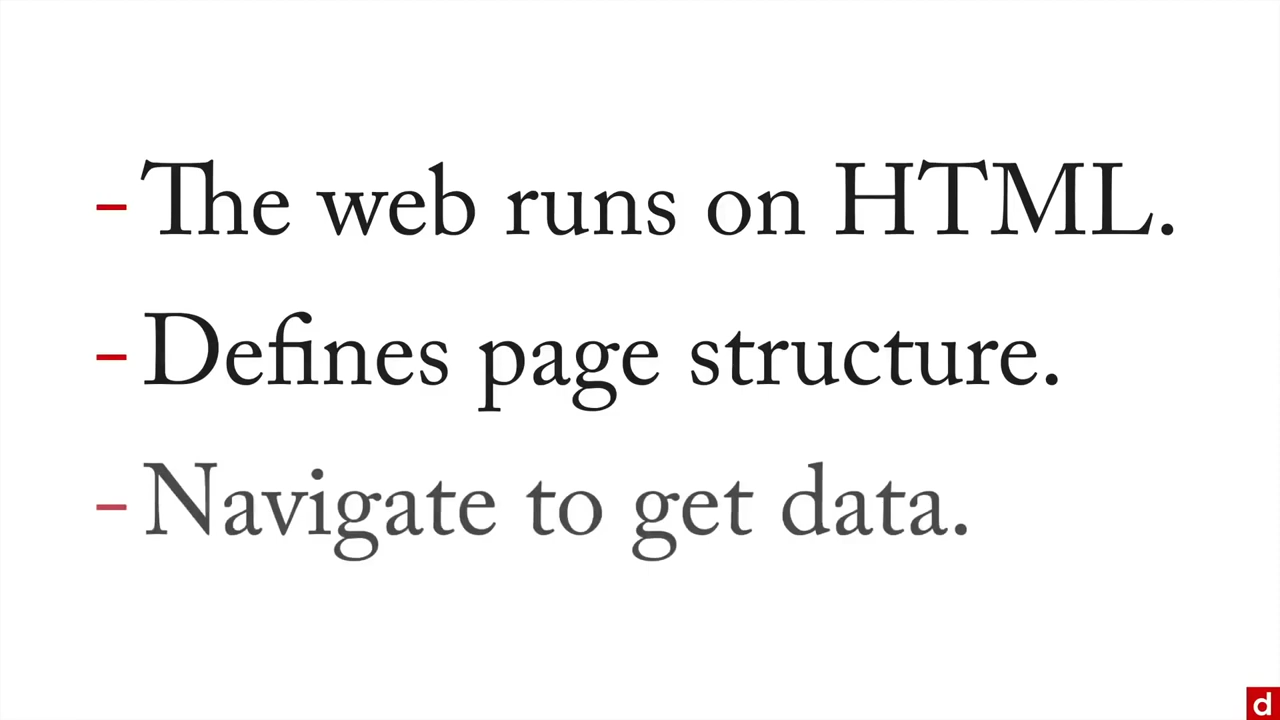 - The web runs on HTML.
- Defines page structure.
- Navigate to get data.
d